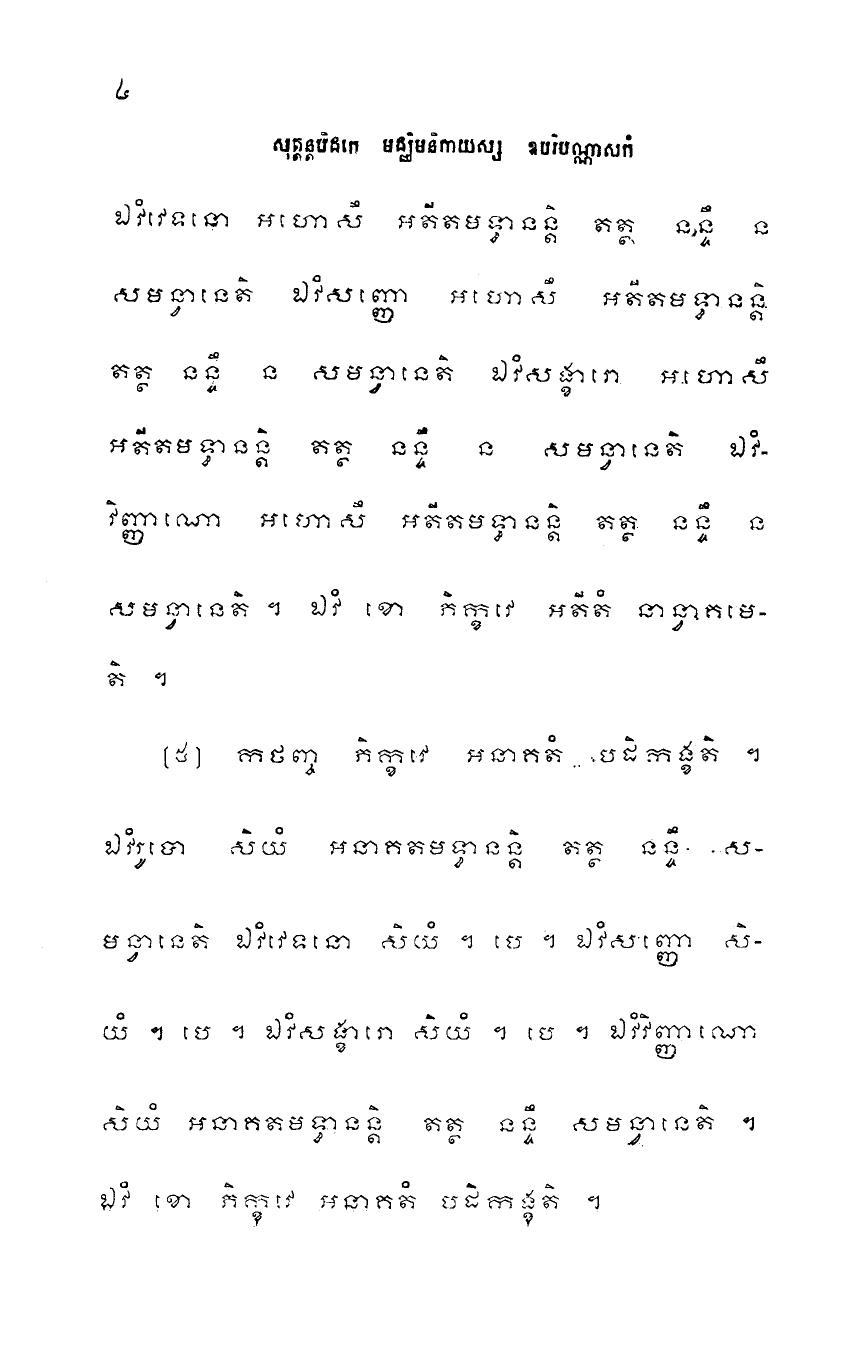 ៤
សុត្តន្តបិដកេ មជ្ឈិមនិកាយស្ស ឧបរិបណ្ណាសកំ
ឯវំវេទនោ អហោសឹ អតីតមទ្ធានន្តិ តត្ថ នន្ទឹ ន
សមន្វានេតិ ឯវំសញ្ញោ អហោសឹ អតីតមទ្ធានន្តិ
តត្ថ នន្ទឹ ន សមន្វានេតិ ឯវំសង្ខារោ អហោសឹ
អតីតមទ្ធានន្តិ តត្ថ នន្ទឹ ន សមន្វានេតិ ឯវំ-
វិញ្ញាណោ អហោសឹ អតីតមទ្ធានន្តិ តត្ថ នន្ទឹ ន
សមន្វានេតិ ។ ឯវំ ខោ ភិក្ខវេ អតីតំ នាន្វាគមេ-
តិ ។
[៥] កថញ្ច ភិក្ខវេ អនាគតំ បដិកង្ខតិ ។
ឯវំរូបោ សិយំ អនាគតមទ្ធានន្តិ តត្ថ នន្ទឹ ស-
មន្វានេតិ ឯវំវេទនោ សិយំ ។ បេ ។ ឯវំសញ្ញោ សិ-
យំ ។ បេ ។ ឯវំសង្ខារោ សិយំ ។ បេ ។ ឯវំវិញ្ញាណោ
សិយំ អនាគតមទ្ធានន្តិ តត្ថ នន្ទឹ សមន្វានេតិ ។
ឯវំ ខោ ភិក្ខវេ អនាគតំ បដិកង្ខតិ ។